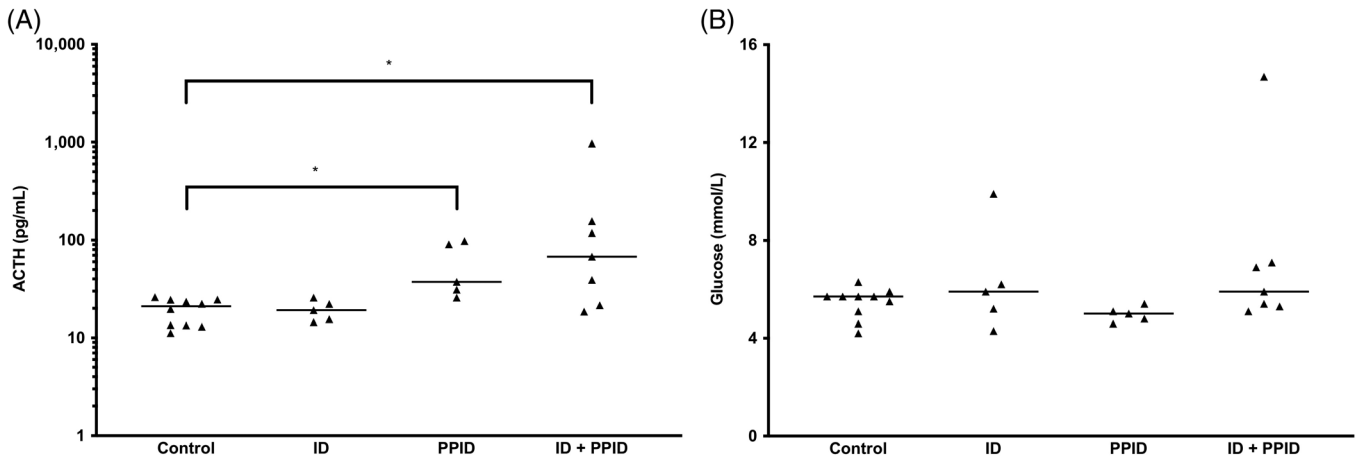 (A)
10,000
1,000
100
10
1
ACTH (pg/mL)
*
*
Control ID PPID ID + PPID
(B)
16
12
8
4
0
Glucose (mmol/L)
Control ID PPID ID + PPID